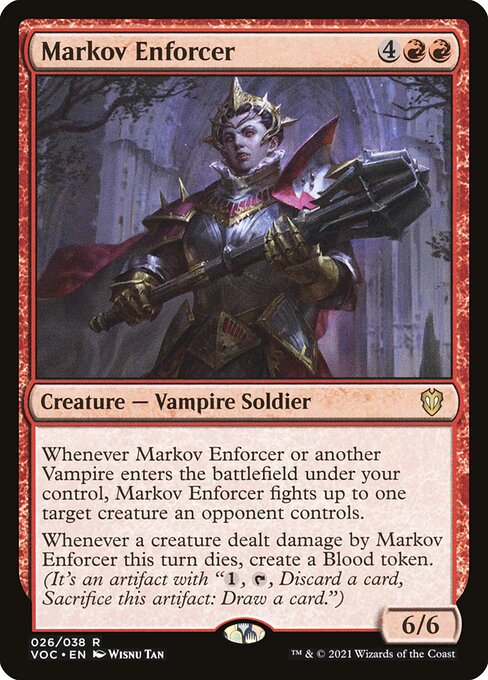 Markov Enforcer 4
Creature — Vampire Soldier
Whenever Markov Enforcer or another
Vampire enters the battlefield under your
control, Markov Enforcer fights up to one
target creature an opponent controls.
Whenever a creature dealt damage by Markov
Enforcer this turn dies, create a Blood token.
(It's an artifact with “1, , Discard a card,
Sacrifice this artifact: Draw a card.”)
6/6
026/038 R
VOC • EN Wisnu Tan
™ & © 2021 Wizards of the Coast